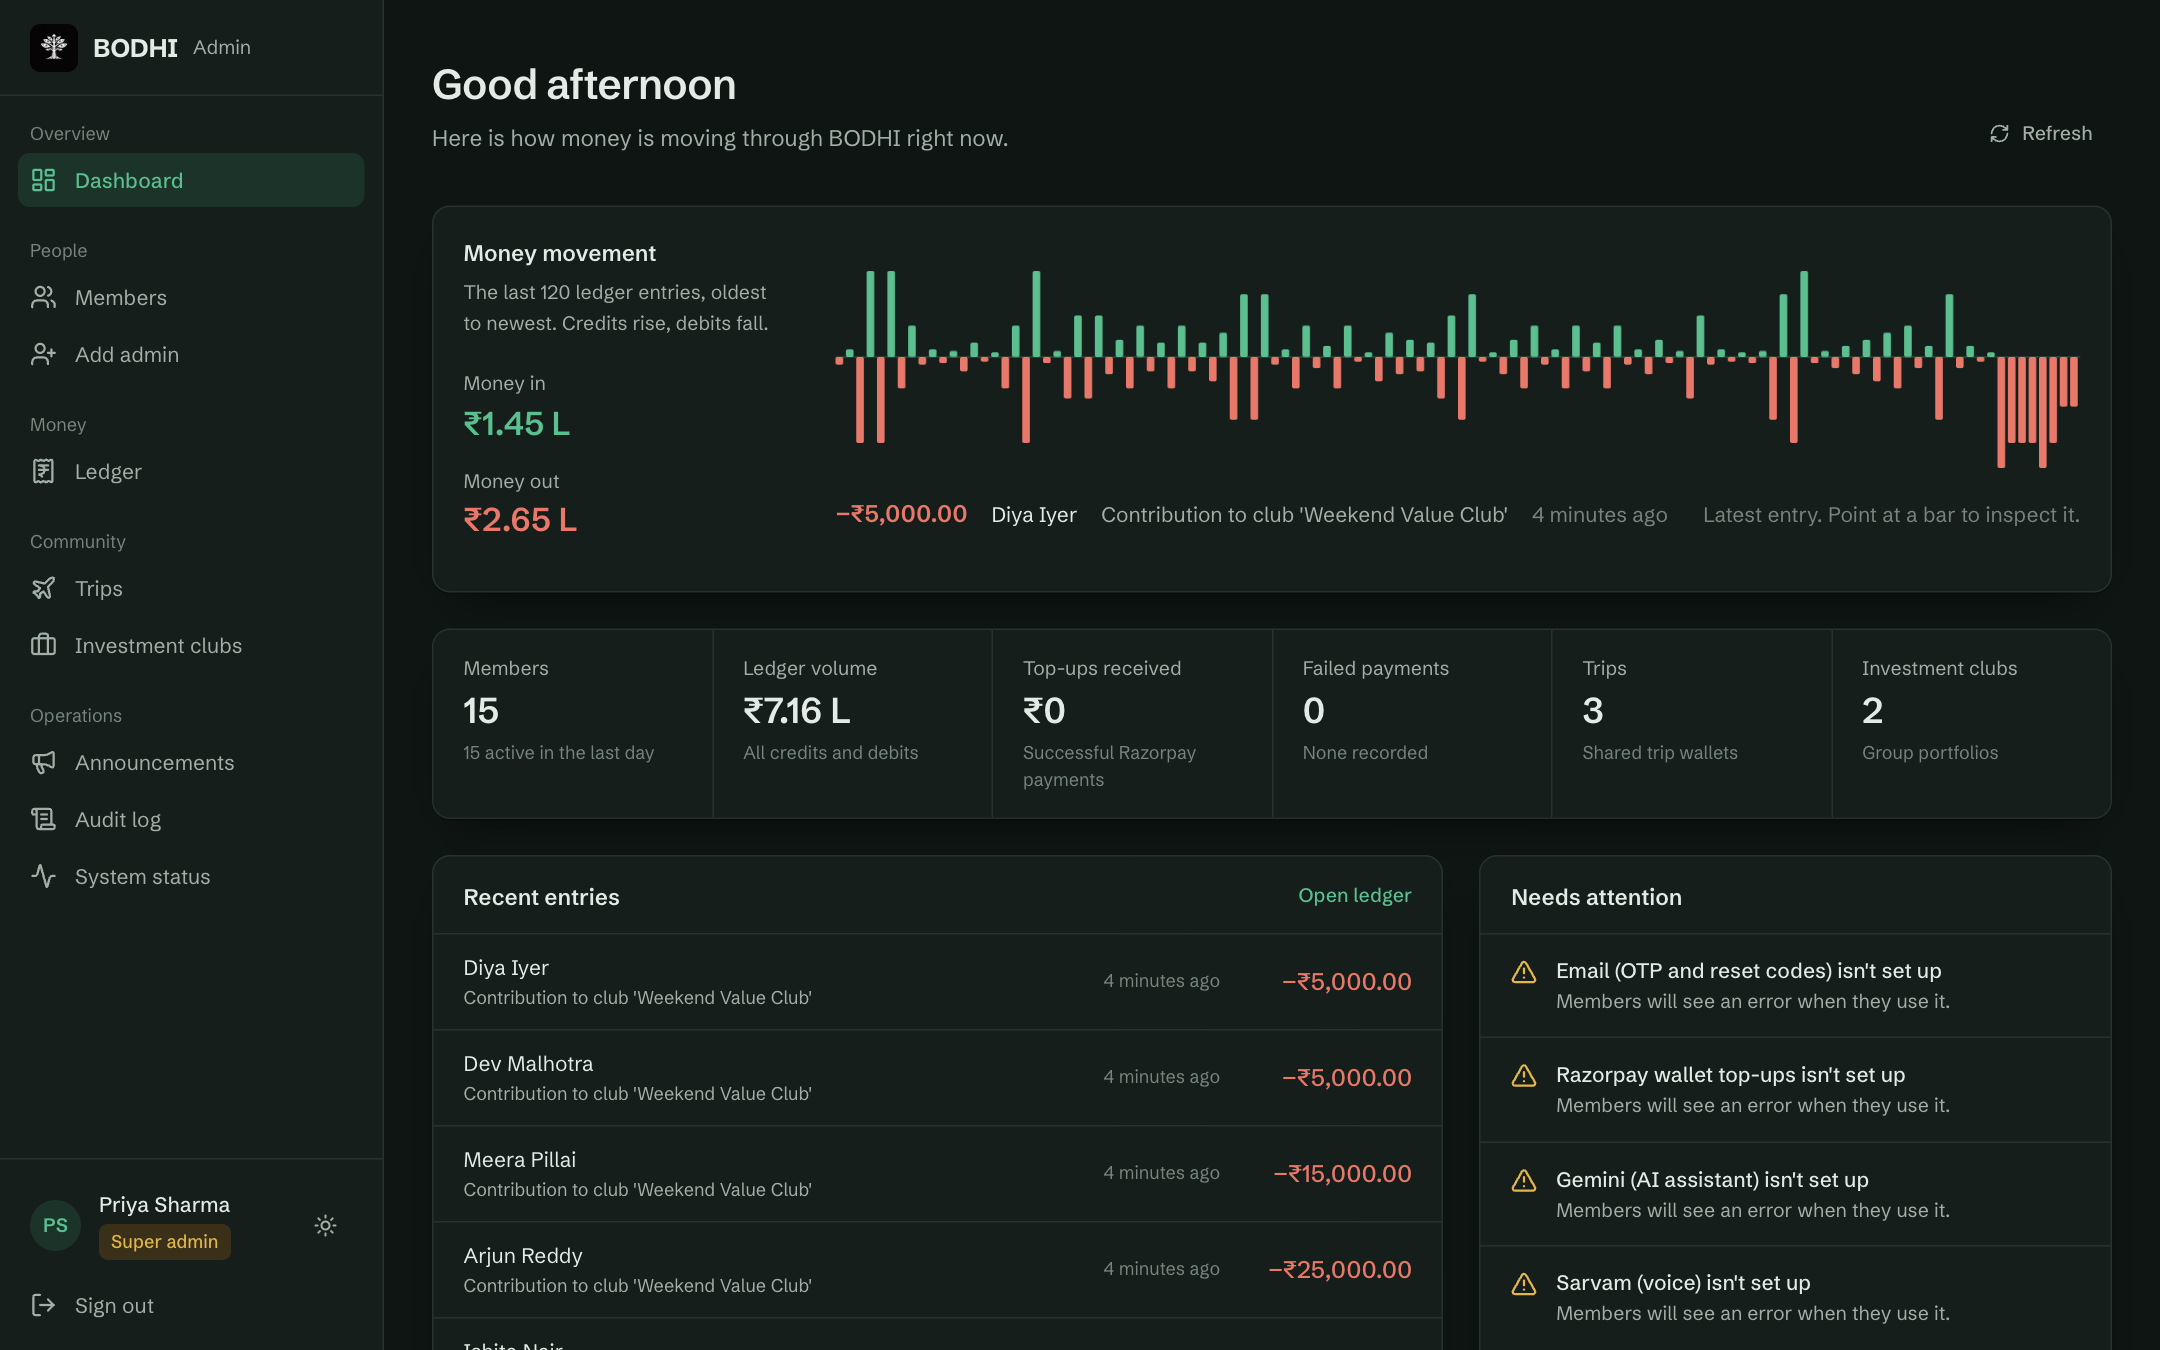 BODHI Admin
Overview
Dashboard
People
Members
Add admin
Money
Ledger
Community
Trips
Investment clubs
Operations
Announcements
Audit log
System status
PS
Priya Sharma
Super admin
Sign out
Good afternoon
Here is how money is moving through BODHI right now.
Refresh
Money movement
The last 120 ledger entries, oldest
to newest. Credits rise, debits fall.
Money in
₹1.45 L
Money out
₹2.65 L
−₹5,000.00 Diya Iyer Contribution to club 'Weekend Value Club' 4 minutes ago Latest entry. Point at a bar to inspect it.
Members
15
15 active in the last day
Ledger volume
₹7.16 L
All credits and debits
Top-ups received
₹0
Successful Razorpay
payments
Failed payments
0
None recorded
Trips
3
Shared trip wallets
Investment clubs
2
Group portfolios
Recent entries
Open ledger
Diya Iyer
Contribution to club 'Weekend Value Club'
4 minutes ago
−₹5,000.00
Dev Malhotra
Contribution to club 'Weekend Value Club'
4 minutes ago
−₹5,000.00
Meera Pillai
Contribution to club 'Weekend Value Club'
4 minutes ago
−₹15,000.00
Arjun Reddy
Contribution to club 'Weekend Value Club'
4 minutes ago
−₹25,000.00
Needs attention
Email (OTP and reset codes) isn't set up
Members will see an error when they use it.
Razorpay wallet top-ups isn't set up
Members will see an error when they use it.
Gemini (AI assistant) isn't set up
Members will see an error when they use it.
Sarvam (voice) isn't set up
Members will see an error when they use it.